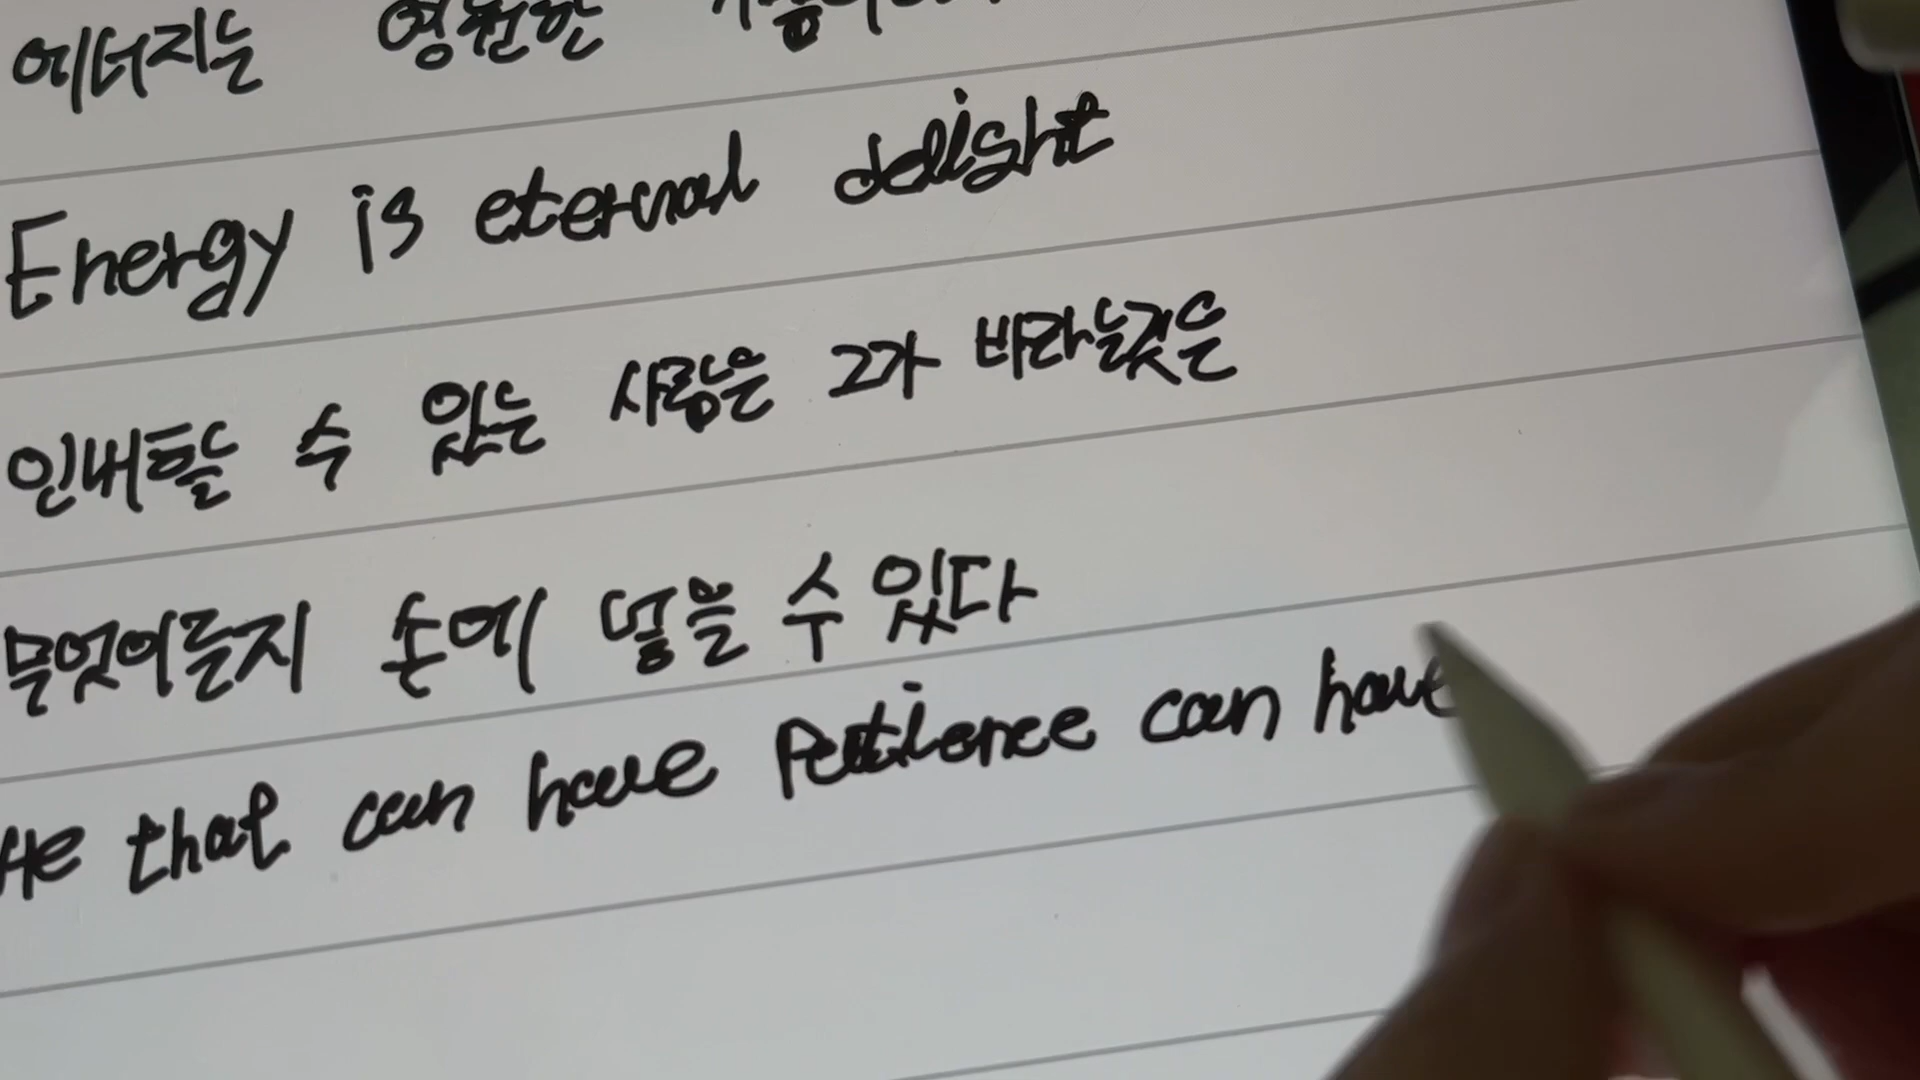 에너지는 영원한
Energy is eternal delight
인내할 수 있는 사람은 그가 바라는것은
무엇이든지 손에 넣을 수 있다
He that can have Patience can have